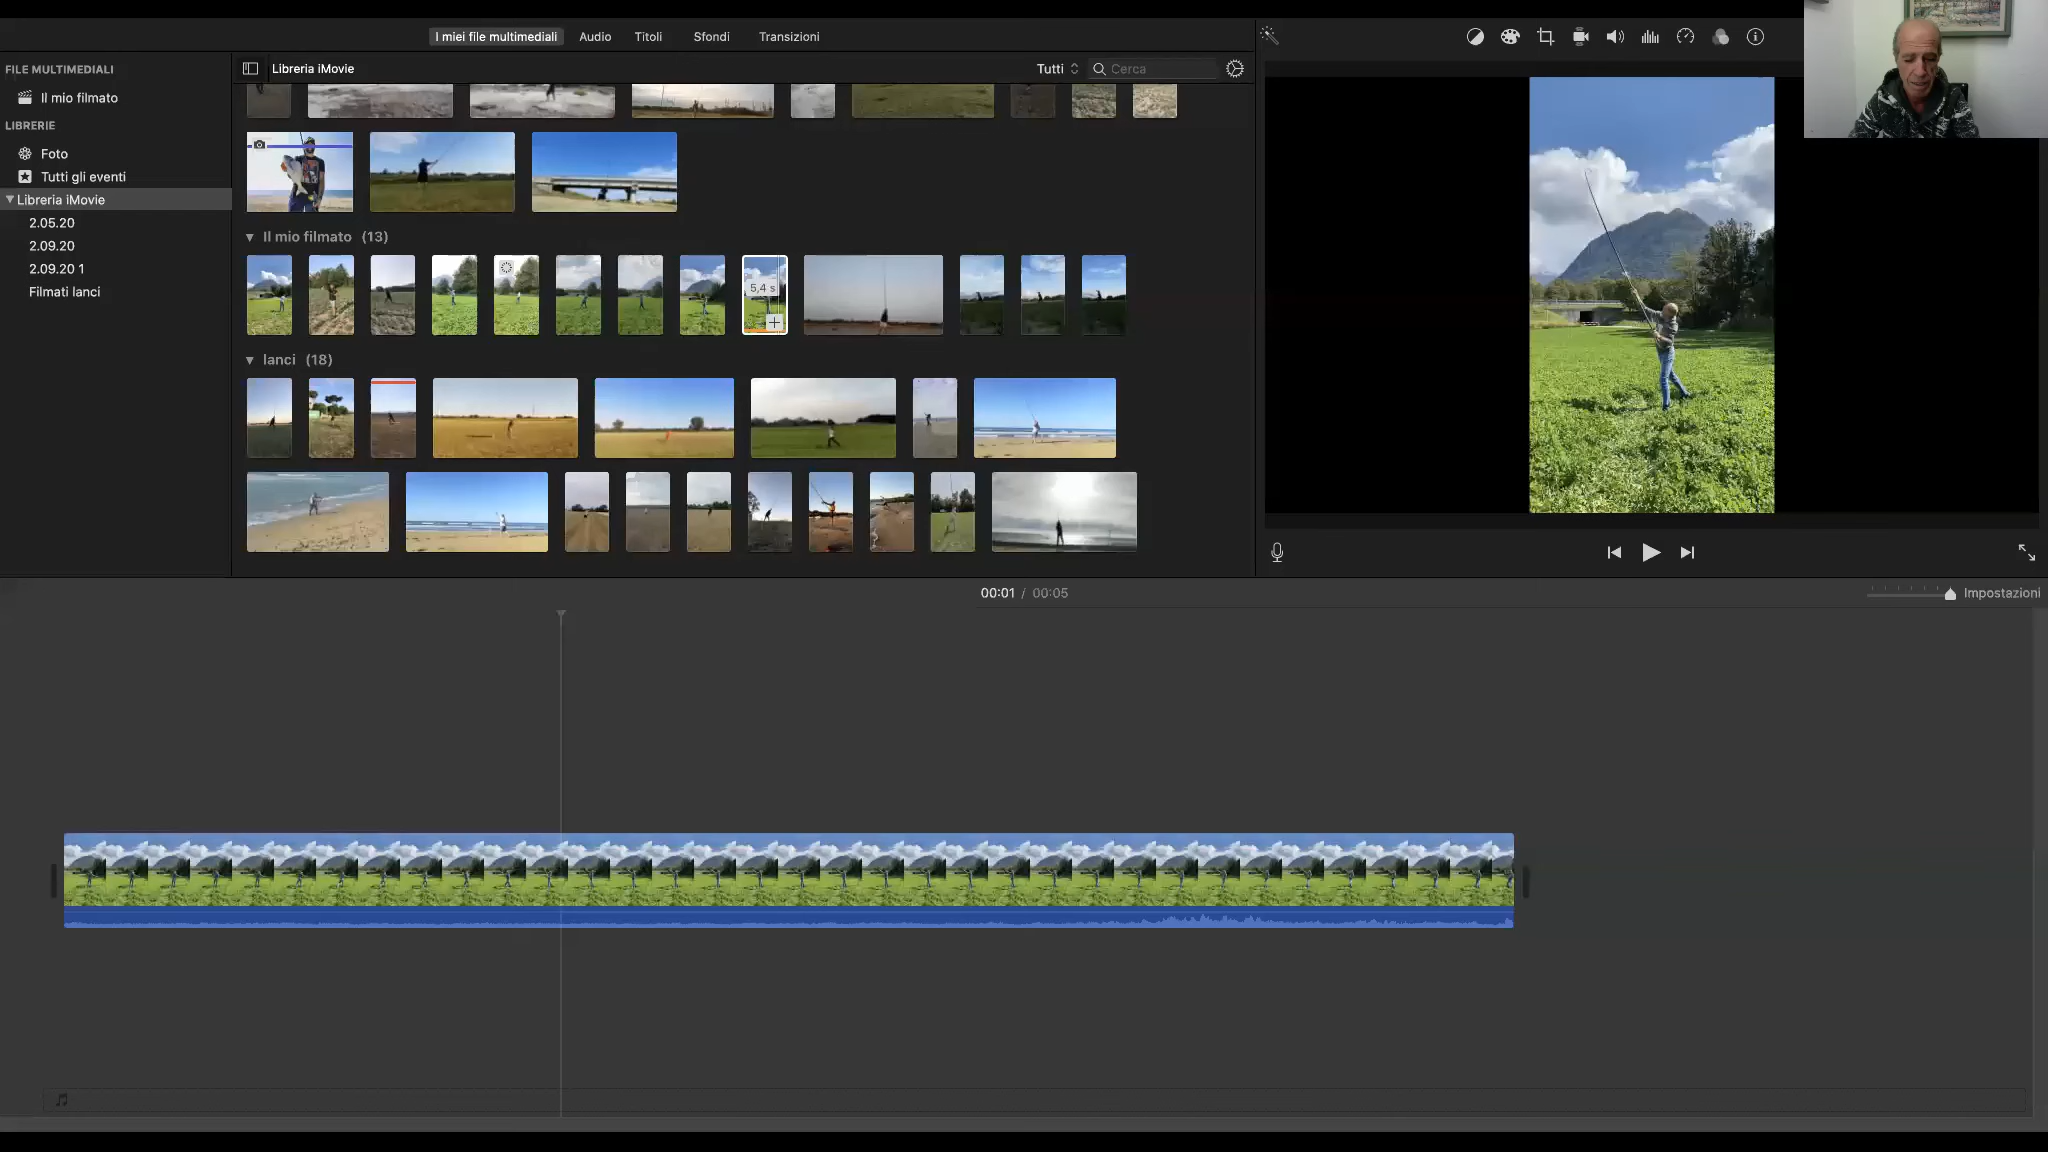 I miei file multimediali
Audio
Titoli
Sfondi
Transizioni
FILE MULTIMEDIALI
Il mio filmato
LIBRERIE
Foto
Tutti gli eventi
Libreria iMovie
2.05.20
2.09.20
2.09.20 1
Filmati lanci
Libreria iMovie
Tutti
Cerca
Il mio filmato (13)
5,4 s
lanci (18)
00:01 / 00:05
Impostazioni